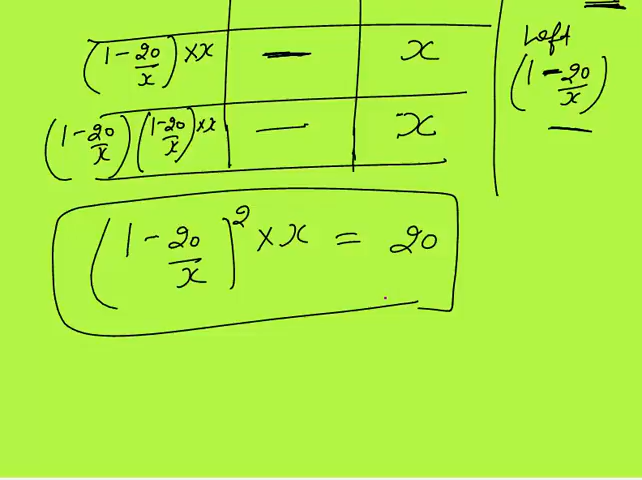 (1 - 20/x) × x — x
(1 - 20/x) (1 - 20/x) × x — x
Left
(1 - 20/x)
(1 - 20/x)² × x = 20